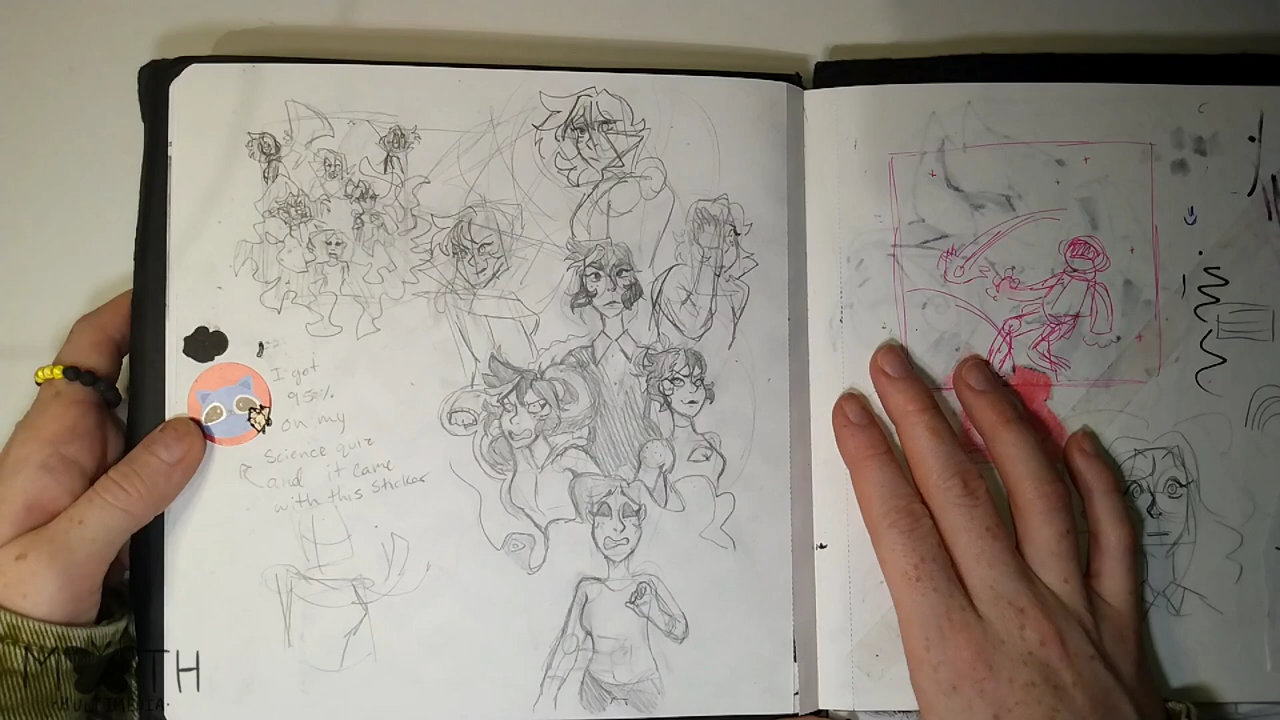 I got
95%
on my
science quiz
and it came
with this sticker
MOTH
·MULTIMEDIA·